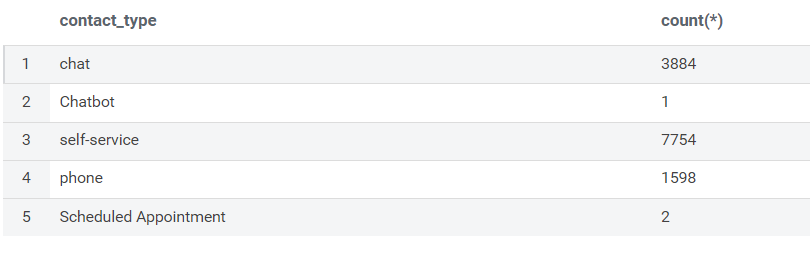 contact_type count(*)
1 chat 3884
2 Chatbot 1
3 self-service 7754
4 phone 1598
5 Scheduled Appointment 2